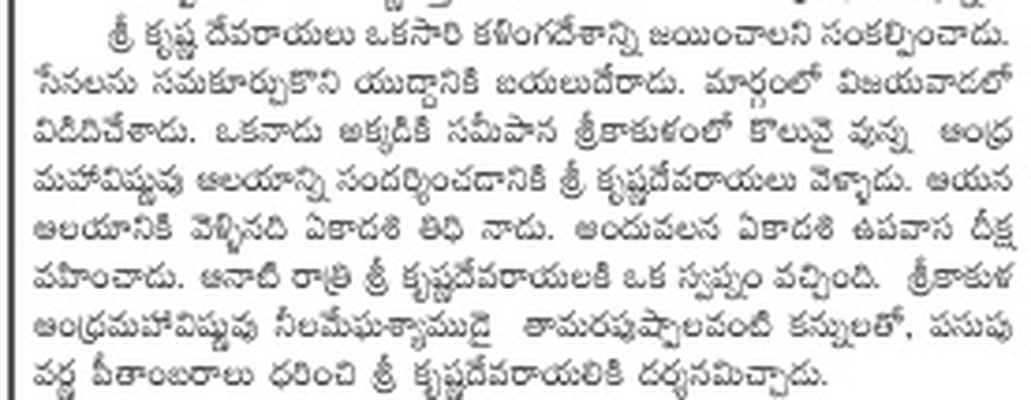 శ్రీ కృష్ణ దేవరాయలు ఒకసారి కళింగదేశాన్ని జయించాలని సంకల్పించాడు.
సేనలను సమకూర్చుకొని యుద్దానికి బయలుదేరాడు. మార్గంలో విజయవాడలో
విడిదిచేశాడు. ఒకనాడు అక్కడికి సమీపాన శ్రీకాకుళంలో కొలువై వున్న ఆంధ్ర
మహావిష్ణువు ఆలయాన్ని సందర్శించడానికి శ్రీ కృష్ణదేవరాయలు వెళ్ళాడు. ఆయన
ఆలయానికి వెళ్ళినది ఏకాదశి తిధి నాడు. అందువలన ఏకాదశి ఉపవాస దీక్ష
వహించాడు. ఆనాటి రాత్రి శ్రీ కృష్ణదేవరాయలకి ఒక స్వప్నం వచ్చింది. శ్రీకాకుళ
ఆంధ్రమహావిష్ణువు నీలమేఘశ్యాముడై తామరపుష్పాలవంటి కన్నులతో, పసుపు
వర్ణ పీతాంబరాలు ధరించి శ్రీ కృష్ణదేవరాయలికి దర్శనమిచ్చాడు.